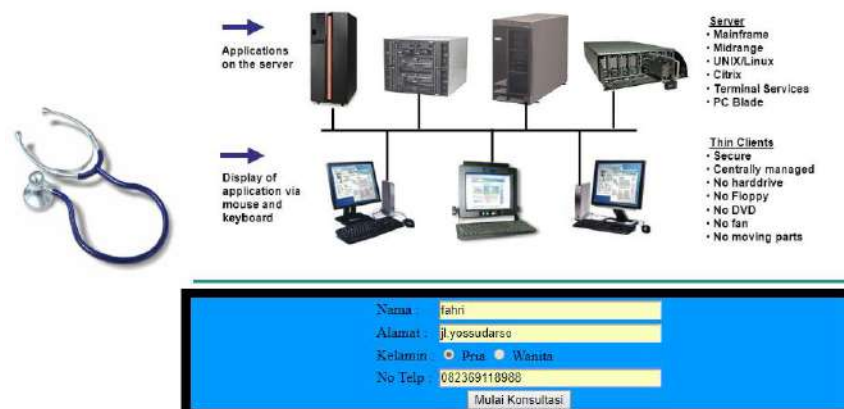 Applications
on the server
Server
• Mainframe
• Midrange
• UNIX/Linux
• Citrix
• Terminal Services
• PC Blade
Display of
application via
mouse and
keyboard
Thin Clients
• Secure
• Centrally managed
• No harddrive
• No Floppy
• No DVD
• No fan
• No moving parts
Nama : fahri
Alamat : jl.yossudarso
Kelamin : Pria Wanita
No Telp : 082369118988
Mulai Konsultasi